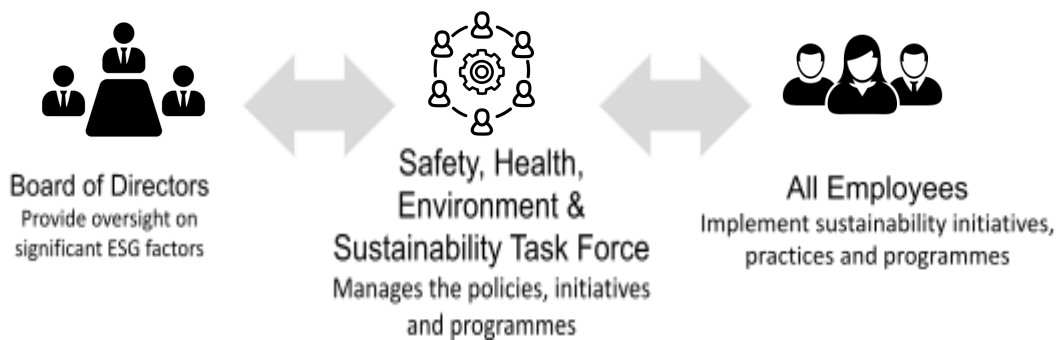 Board of Directors
Provide oversight on
significant ESG factors
Safety, Health,
Environment &
Sustainability Task Force
Manages the policies, initiatives
and programmes
All Employees
Implement sustainability initiatives,
practices and programmes